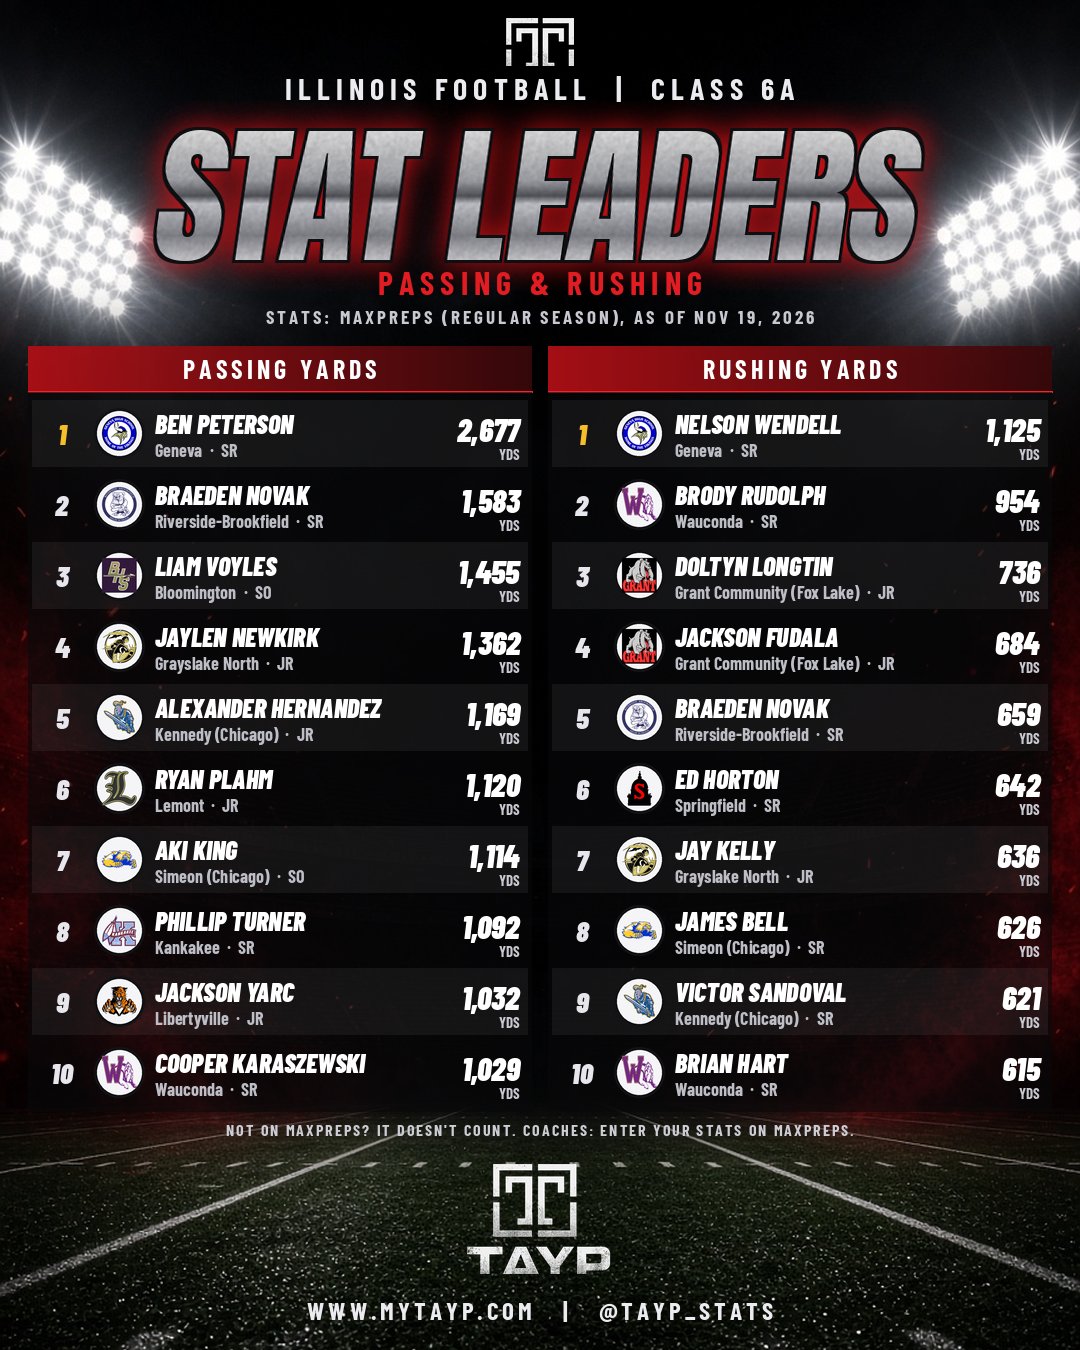 ILLINOIS FOOTBALL | CLASS 6A
STAT LEADERS
PASSING & RUSHING
STATS: MAXPREPS (REGULAR SEASON), AS OF NOV 19, 2026
PASSING YARDS
1 BEN PETERSON 2,677
Geneva · SR YDS
2 BRAEDEN NOVAK 1,583
Riverside-Brookfield · SR YDS
3 LIAM VOYLES 1,455
Bloomington · SO YDS
4 JAYLEN NEWKIRK 1,362
Grayslake North · JR YDS
5 ALEXANDER HERNANDEZ 1,169
Kennedy (Chicago) · JR YDS
6 RYAN PLAHM 1,120
Lemont · JR YDS
7 AKI KING 1,114
Simeon (Chicago) · SO YDS
8 PHILLIP TURNER 1,092
Kankakee · SR YDS
9 JACKSON YARC 1,032
Libertyville · JR YDS
10 COOPER KARASZEWSKI 1,029
Wauconda · SR YDS
RUSHING YARDS
1 NELSON WENDELL 1,125
Geneva · SR YDS
2 BRODY RUDOLPH 954
Wauconda · SR YDS
3 DOLTYN LONGTIN 736
GRANT Grant Community (Fox Lake) · JR YDS
4 JACKSON FUDALA 684
GRANT Grant Community (Fox Lake) · JR YDS
5 BRAEDEN NOVAK 659
Riverside-Brookfield · SR YDS
6 ED HORTON 642
Springfield · SR YDS
7 JAY KELLY 636
Grayslake North · JR YDS
8 JAMES BELL 626
Simeon (Chicago) · SR YDS
9 VICTOR SANDOVAL 621
Kennedy (Chicago) · SR YDS
10 BRIAN HART 615
Wauconda · SR YDS
NOT ON MAXPREPS? IT DOESN'T COUNT. COACHES: ENTER YOUR STATS ON MAXPREPS.
TAYP
WWW.MYTAYP.COM | @TAYP_STATS